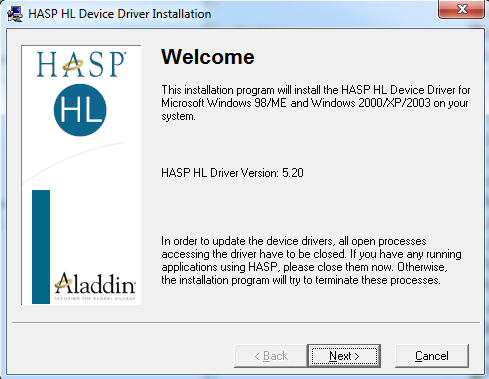 HASP HL Device Driver Installation
HASP
HL
Welcome
This installation program will install the HASP HL Device Driver for
Microsoft Windows 98/ME and Windows 2000/XP/2003 on your
system.
HASP HL Driver Version: 5.20
In order to update the device drivers, all open processes
accessing the driver have to be closed. If you have any running
applications using HASP, please close them now. Otherwise,
the installation program will try to terminate these processes.
Aladdin
SECURING THE GLOBAL VILLAGE
< Back
Next >
Cancel